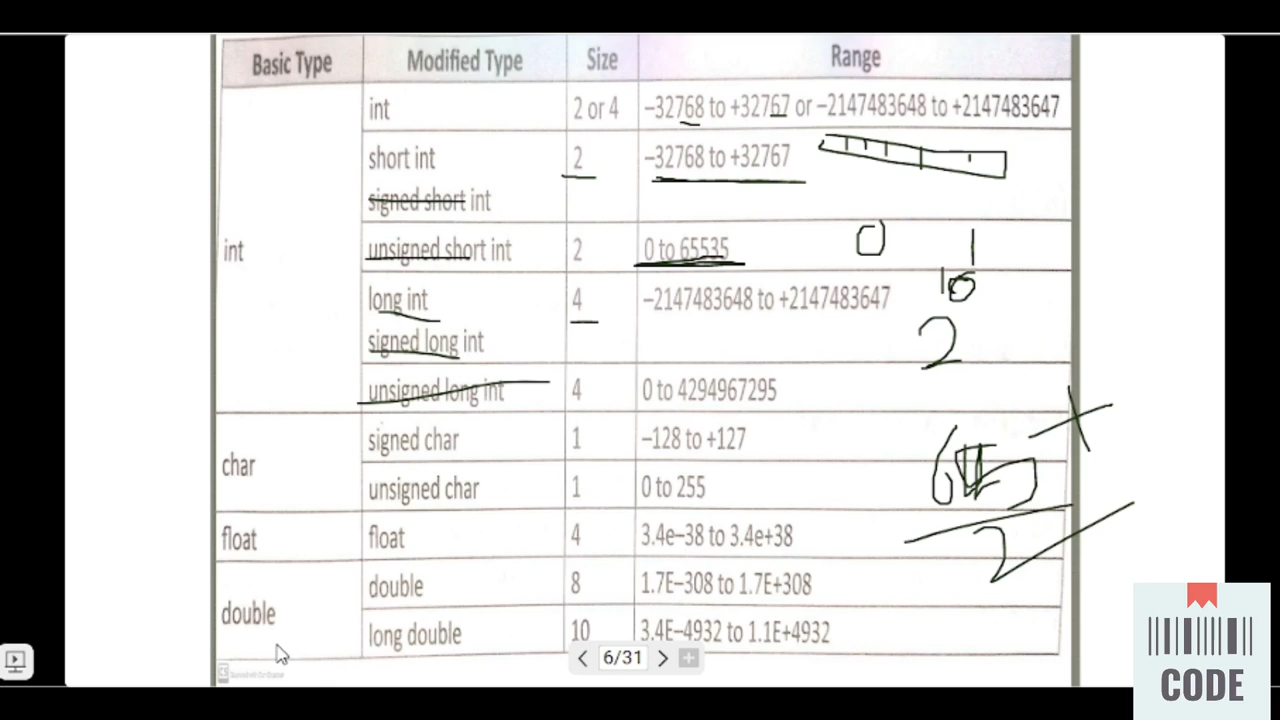 Basic Type Modified Type Size Range
int 2 or 4 −32768 to +32767 or −2147483648 to +2147483647
short int 2 −32768 to +32767
signed short int
int unsigned short int 2 0 to 65535
0 1
16
long int 4 −2147483648 to +2147483647
2
signed long int
unsigned long int 4 0 to 4294967295
signed char 1 −128 to +127
char
unsigned char 1 0 to 255
float float 4 3.4e−38 to 3.4e+38
2
double 8 1.7E−308 to 1.7E+308
double
long double 10 3.4E−4932 to 1.1E+4932
6/31
CODE